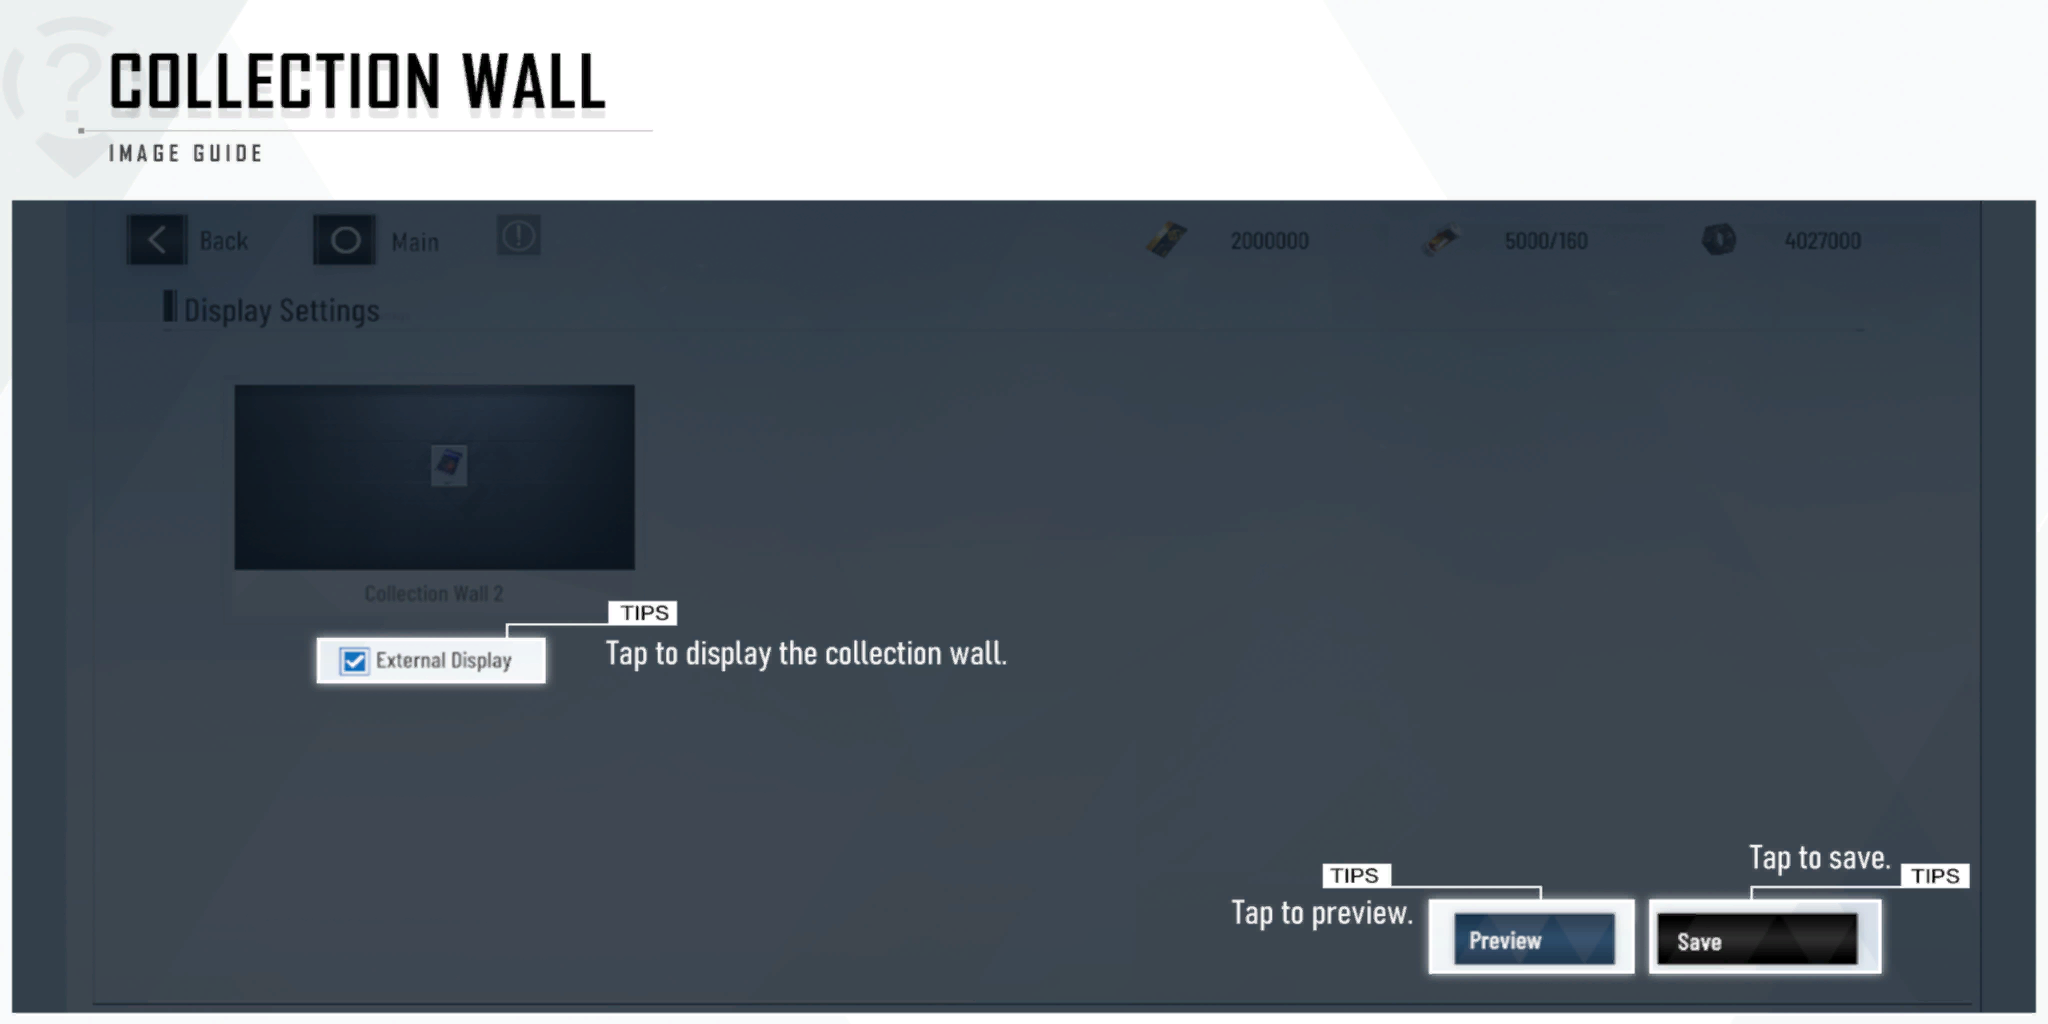 COLLECTION WALL
IMAGE GUIDE
Back
Main
2000000
5000/160
4027000
Display Settings
Collection Wall 2
TIPS
External Display
Tap to display the collection wall.
Tap to save.
TIPS
TIPS
Tap to preview.
Preview
Save